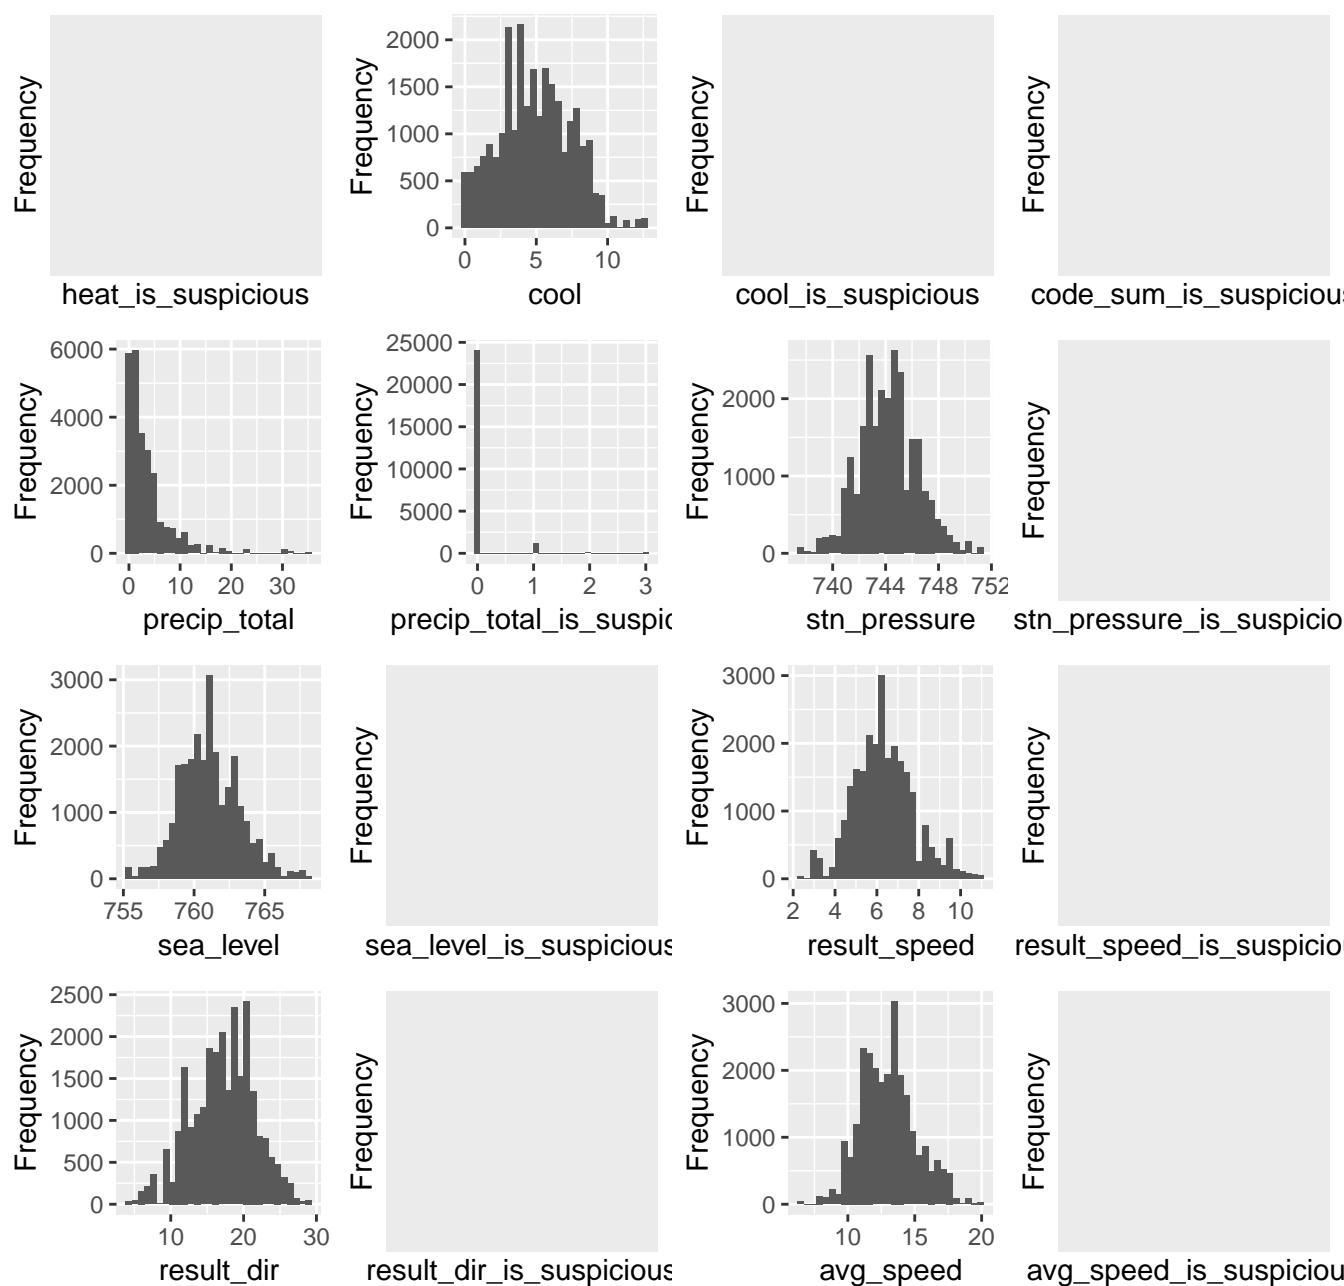 Frequency
heat_is_suspicious
2000
1500
1000
500
0
Frequency
0 5 10
cool
Frequency
cool_is_suspicious
Frequency
code_sum_is_suspicious
6000
4000
2000
0
Frequency
0 10 20 30
precip_total
25000
20000
15000
10000
5000
0
Frequency
0 1 2 3
precip_total_is_suspic
2000
1000
0
Frequency
740 744 748 752
stn_pressure
Frequency
stn_pressure_is_suspicio
3000
2000
1000
0
Frequency
755 760 765
sea_level
Frequency
sea_level_is_suspicious
3000
2000
1000
0
Frequency
2 4 6 8 10
result_speed
Frequency
result_speed_is_suspicio
2500
2000
1500
1000
500
0
Frequency
10 20 30
result_dir
Frequency
result_dir_is_suspicious
3000
2000
1000
0
Frequency
10 15 20
avg_speed
Frequency
avg_speed_is_suspiciou